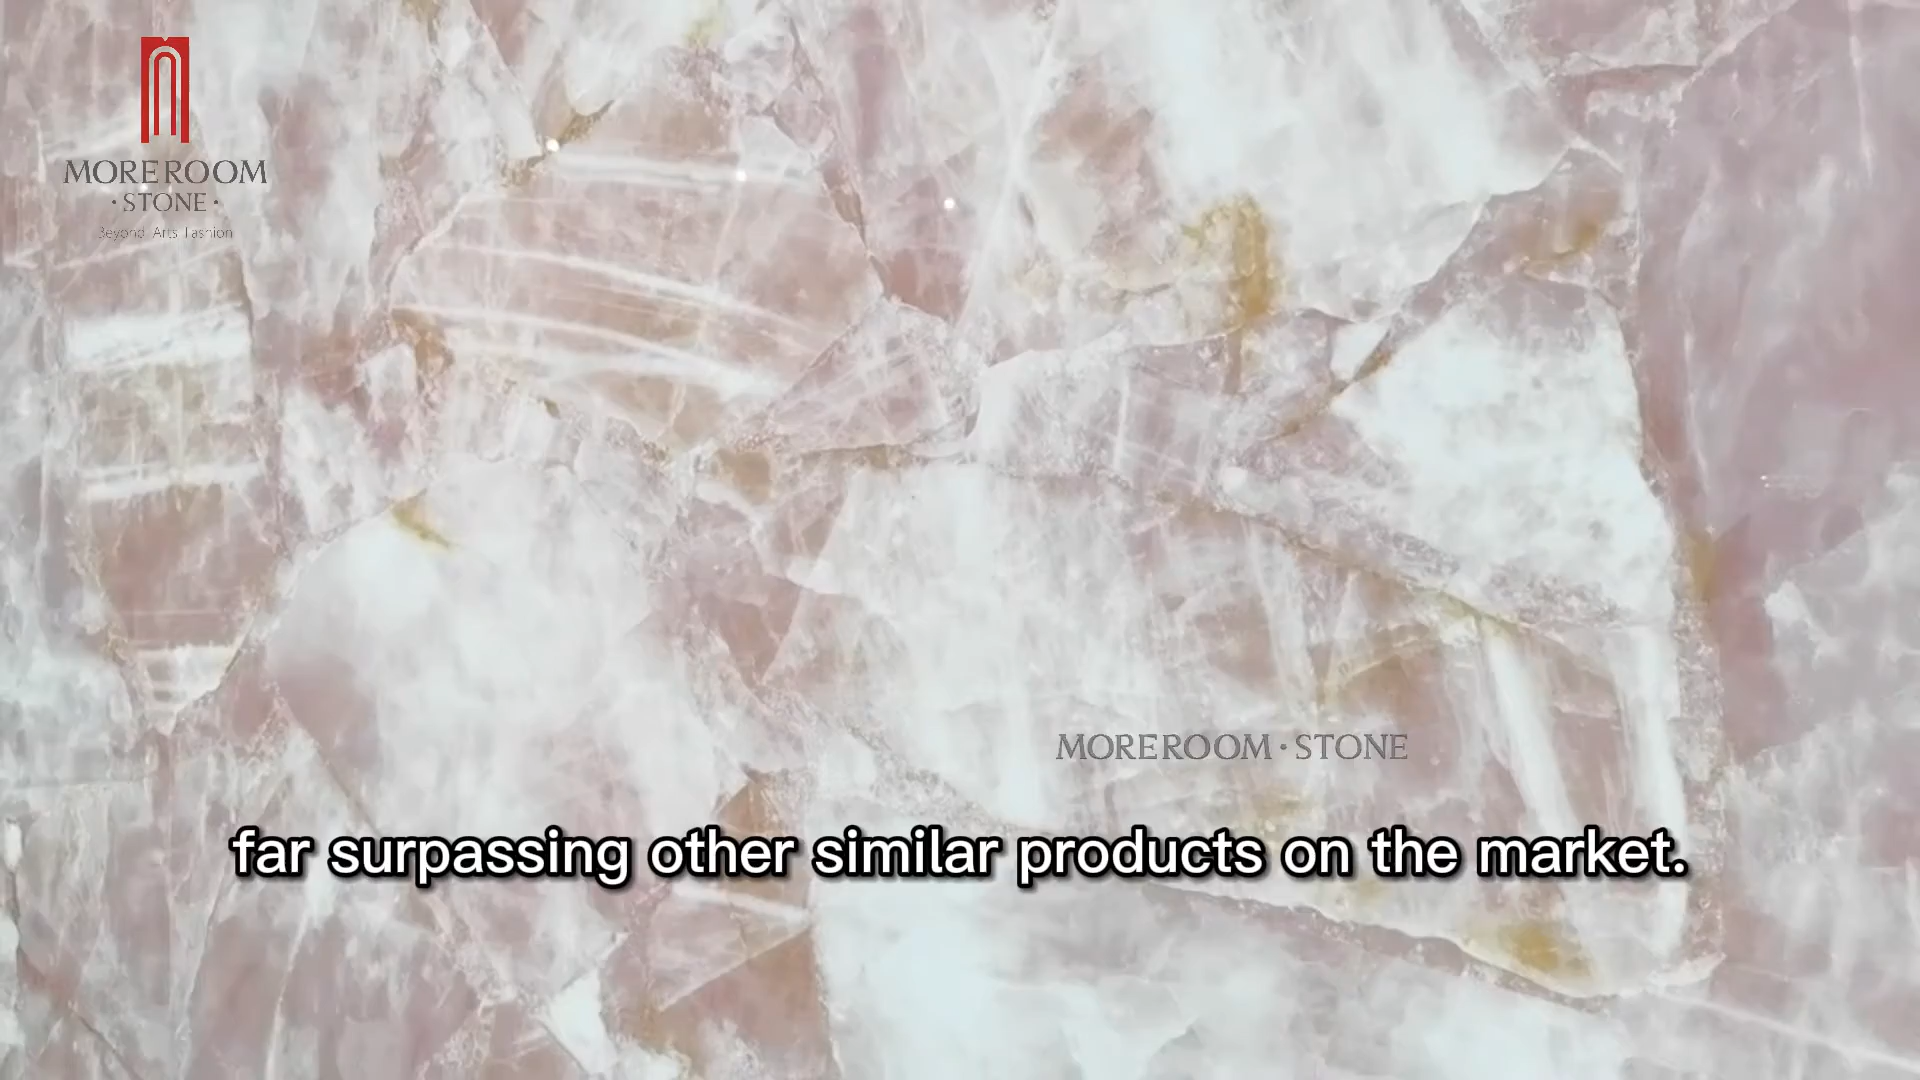 MOREROOM
·STONE·
Beyond Arts Fashion
MOREROOM·STONE
far surpassing other similar products on the market.